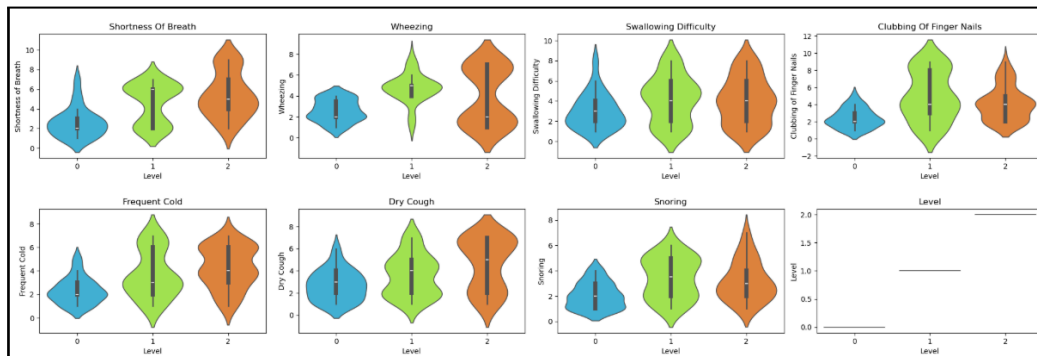 Shortness Of Breath
Shortness of Breath
10
8
6
4
2
0
0 1 2
Level
Wheezing
Wheezing
8
6
4
2
0
0 1 2
Level
Swallowing Difficulty
Swallowing Difficulty
10
8
6
4
2
0
0 1 2
Level
Clubbing Of Finger Nails
Clubbing of Finger Nails
12
10
8
6
4
2
0
−2
0 1 2
Level
Frequent Cold
Frequent Cold
8
6
4
2
0
0 1 2
Level
Dry Cough
Dry Cough
8
6
4
2
0
0 1 2
Level
Snoring
Snoring
8
6
4
2
0
0 1 2
Level
Level
Level
2.0
1.5
1.0
0.5
0.0
0 1 2
Level